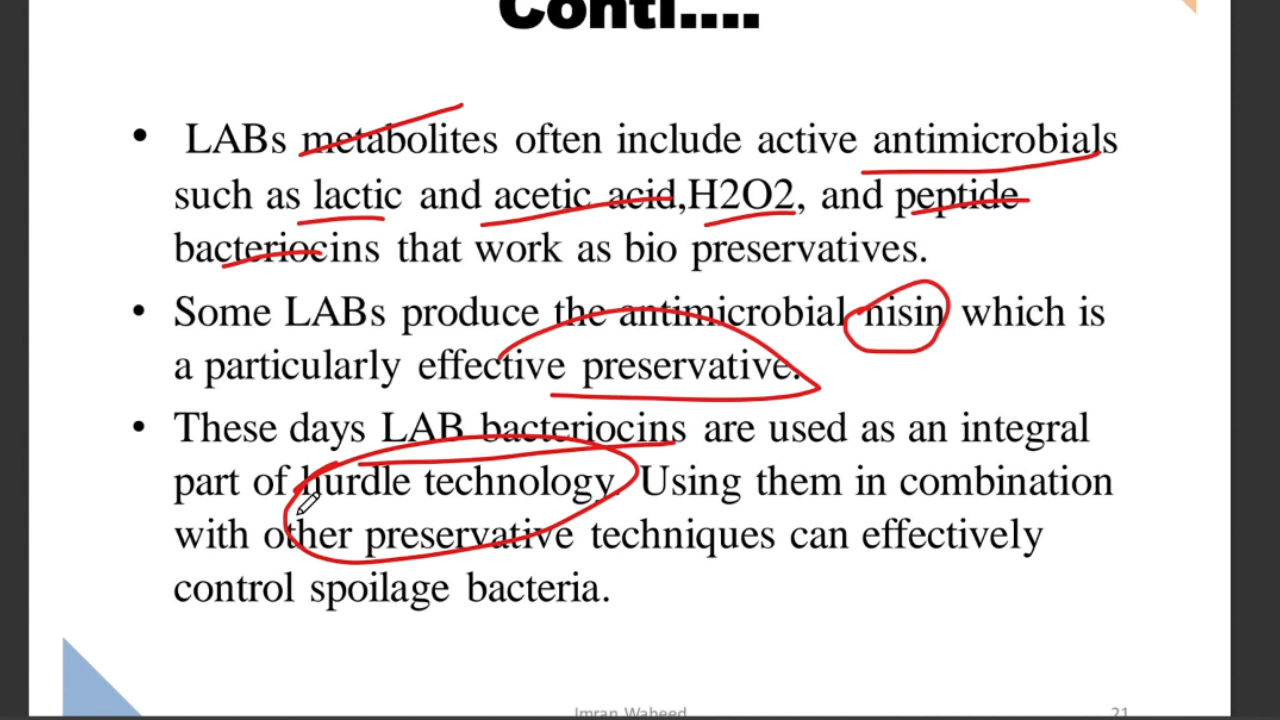 Conti....
• LABs metabolites often include active antimicrobials
such as lactic and acetic acid,H2O2, and peptide
bacteriocins that work as bio preservatives.
• Some LABs produce the antimicrobial nisin which is
a particularly effective preservative.
• These days LAB bacteriocins are used as an integral
part of hurdle technology. Using them in combination
with other preservative techniques can effectively
control spoilage bacteria.
Imran Waheed
21